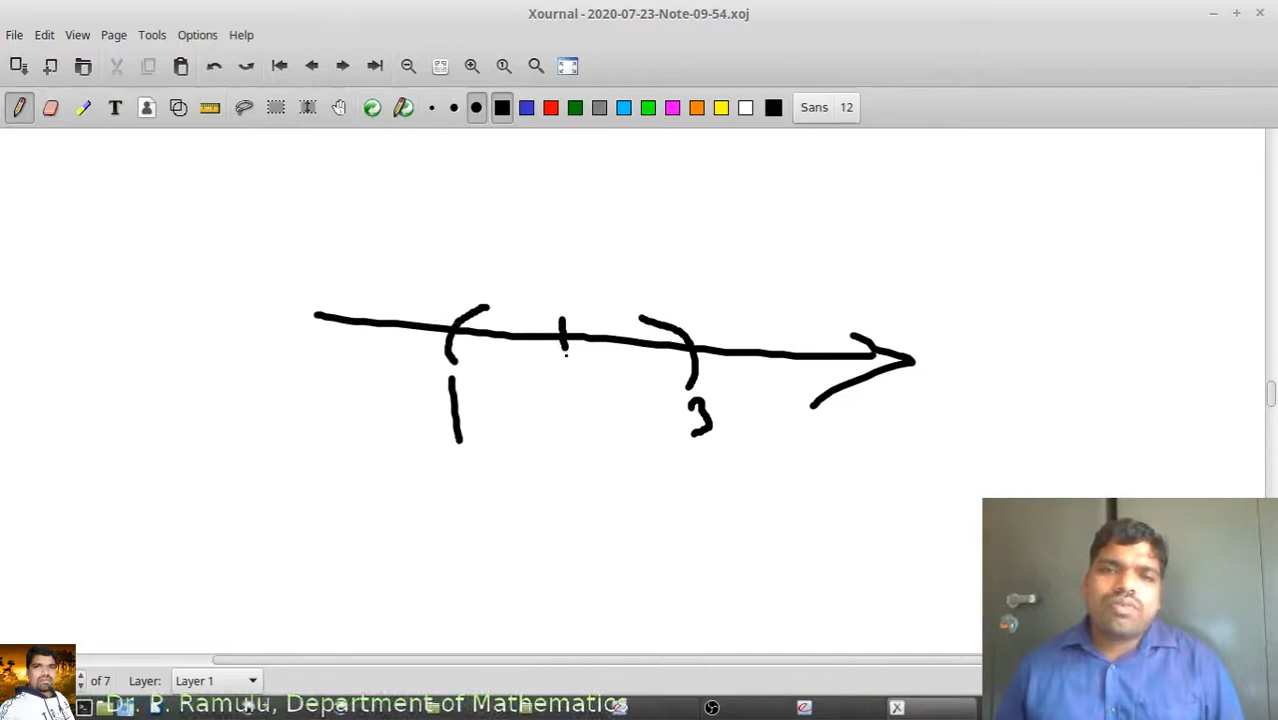 Xournal - 2020-07-23-Note-09-54.xoj
File Edit View Page Tools Options Help
Sans 12
1 3
of 7 Layer: Layer 1
Dr. P. Ramulu, Department of Mathematics